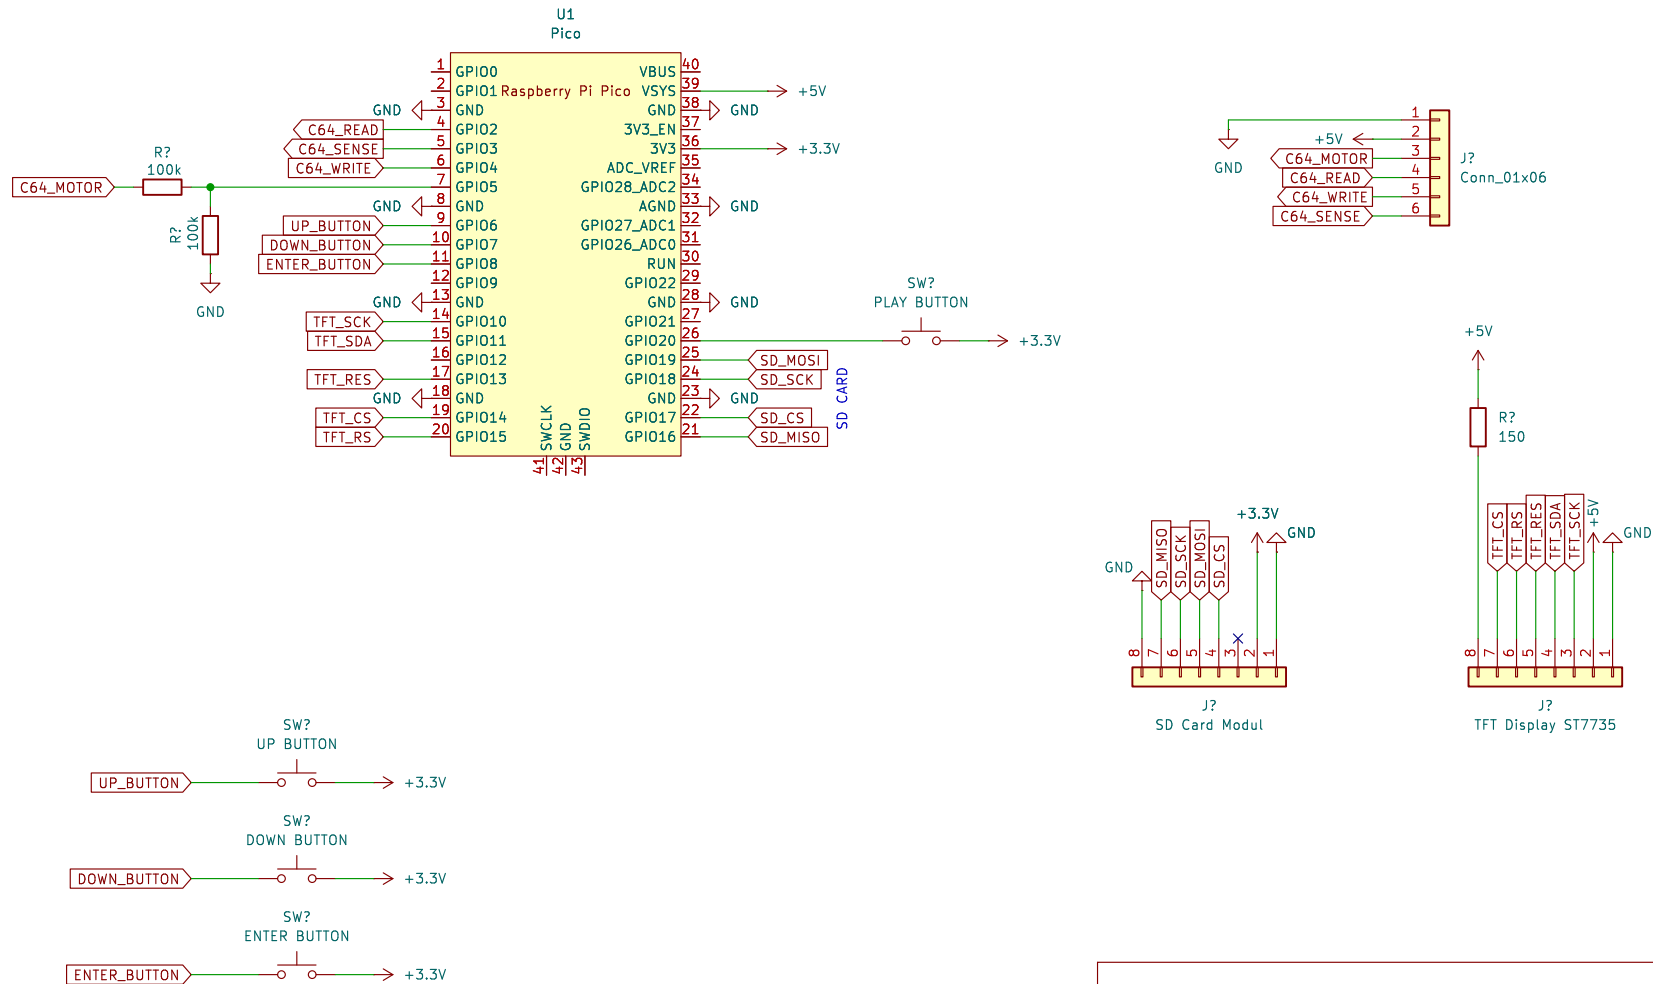 U1
Pico
Raspberry Pi Pico
1 GPIO0
2 GPIO1
GND 3 GND
C64_READ 4 GPIO2
C64_SENSE 5 GPIO3
C64_WRITE 6 GPIO4
C64_MOTOR
R?
100k
7 GPIO5
R?
100k
GND
GND 8 GND
UP_BUTTON 9 GPIO6
DOWN_BUTTON 10 GPIO7
ENTER_BUTTON 11 GPIO8
12 GPIO9
GND 13 GND
TFT_SCK 14 GPIO10
TFT_SDA 15 GPIO11
16 GPIO12
TFT_RES 17 GPIO13
GND 18 GND
TFT_CS 19 GPIO14
TFT_RS 20 GPIO15
SWCLK 41
GND 42
SWDIO 43
VBUS 40
VSYS 39 +5V
GND 38 GND
3V3_EN 37
3V3 36 +3.3V
ADC_VREF 35
GPIO28_ADC2 34
AGND 33 GND
GPIO27_ADC1 32
GPIO26_ADC0 31
RUN 30
GPIO22 29
GND 28 GND
GPIO21 27
GPIO20 26
SW?
PLAY BUTTON
+3.3V
GPIO19 25 SD_MOSI
GPIO18 24 SD_SCK
GND 23 GND
GPIO17 22 SD_CS
GPIO16 21 SD_MISO
SD CARD
GND 1
+5V 2
C64_MOTOR 3
C64_READ 4
C64_WRITE 5
C64_SENSE 6
J?
Conn_01x06
+5V
R?
150
GND 8
SD_MISO 7
SD_SCK 6
SD_MOSI 5
SD_CS 4
3
+3.3V 2
GND 1
J?
SD Card Modul
8
TFT_CS 7
TFT_RS 6
TFT_RES 5
TFT_SDA 4
TFT_SCK 3
+5V 2
GND 1
J?
TFT Display ST7735
SW?
UP BUTTON
UP_BUTTON +3.3V
SW?
DOWN BUTTON
DOWN_BUTTON +3.3V
SW?
ENTER BUTTON
ENTER_BUTTON +3.3V